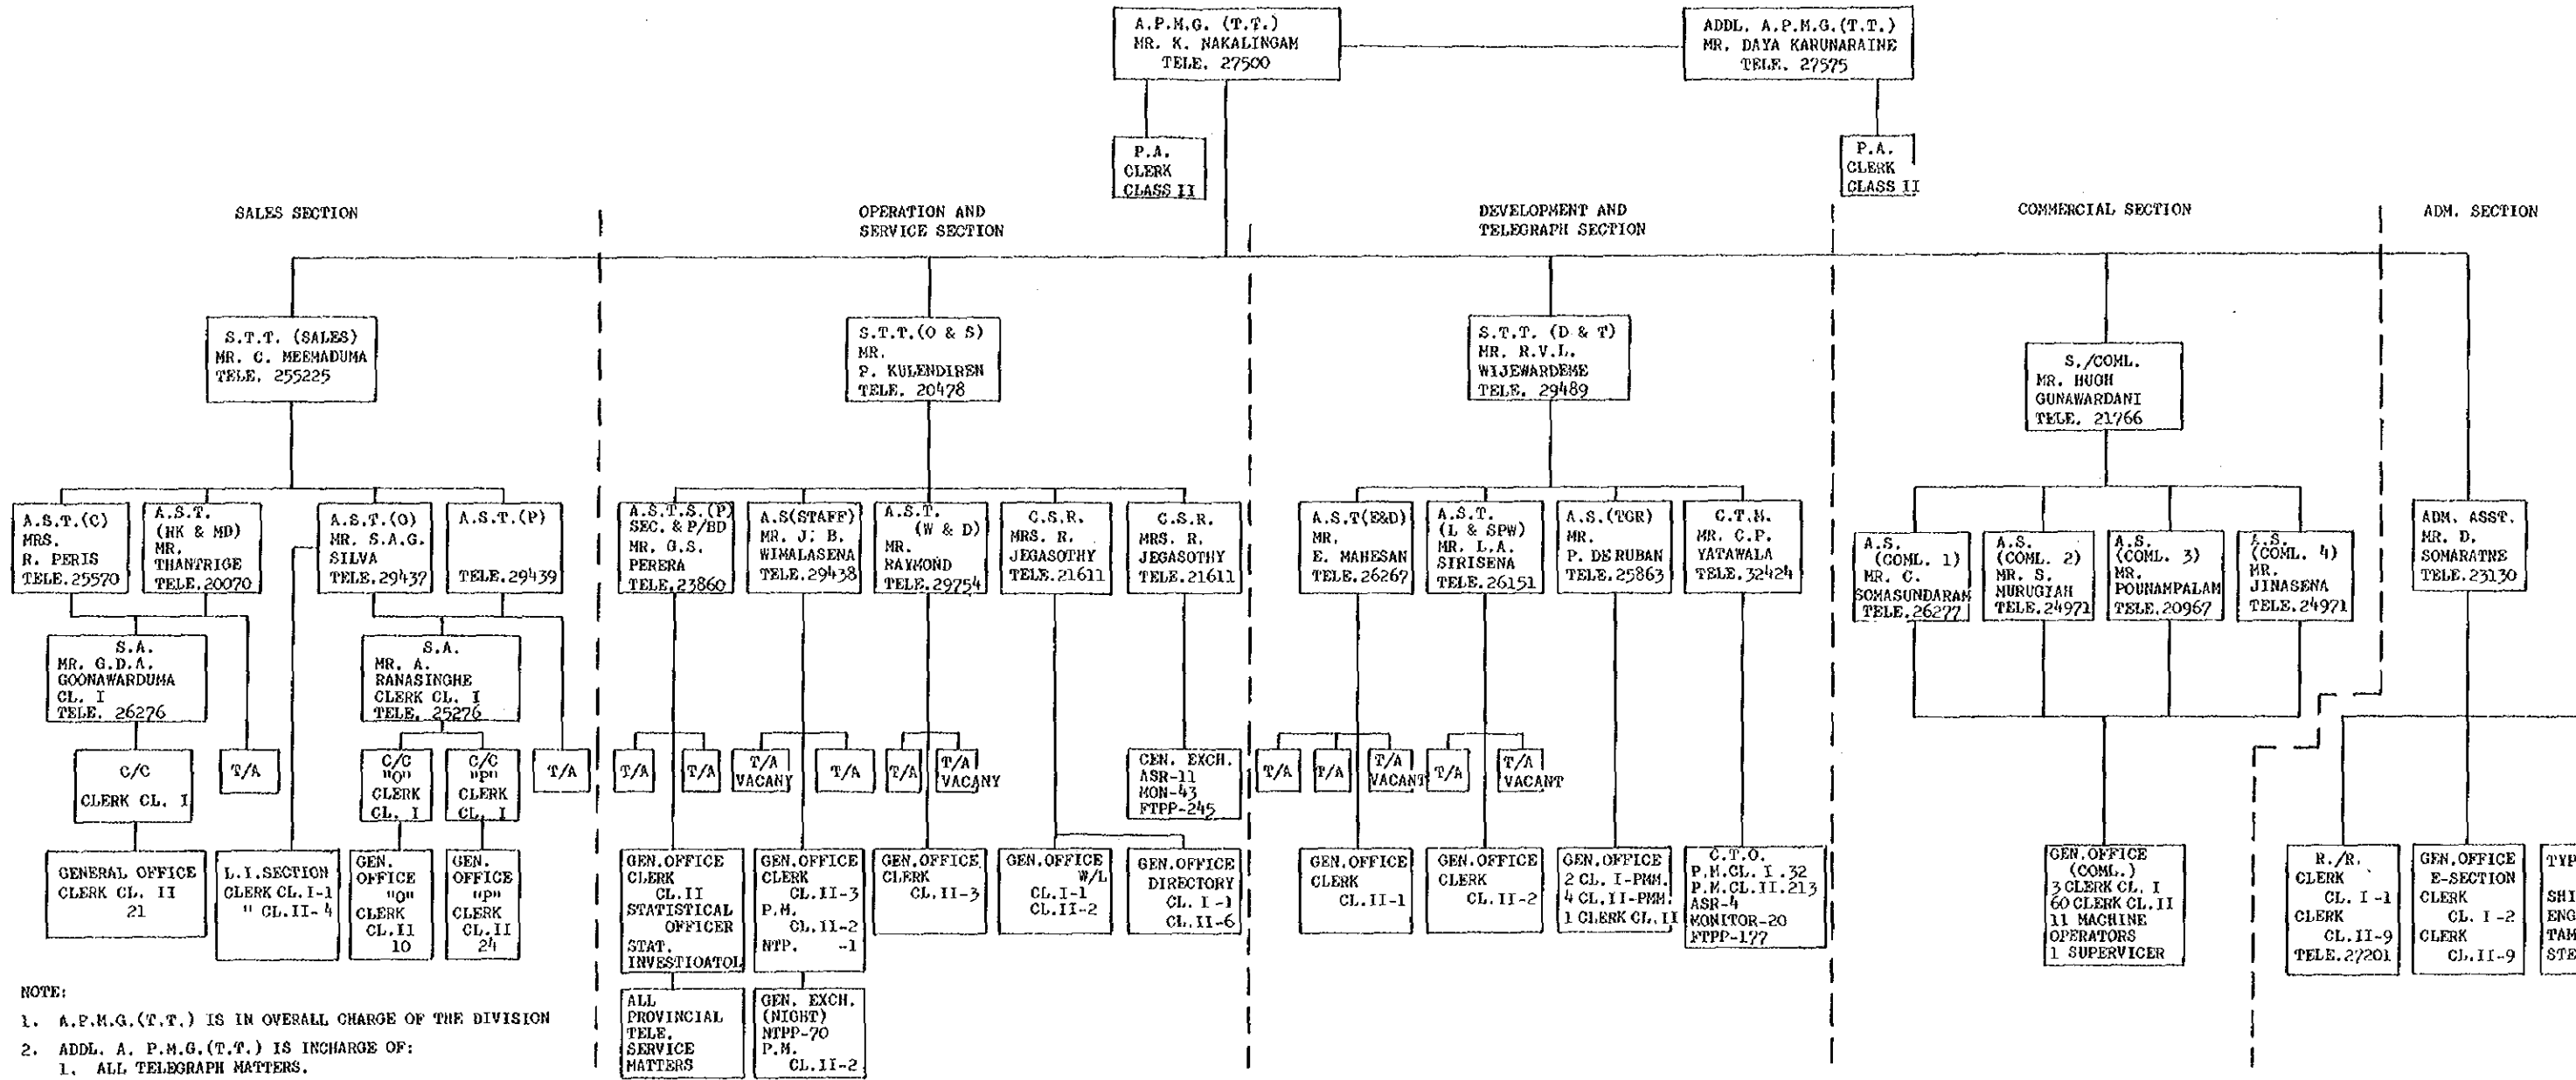 A.P.M.G. (T.T.)
MR. K. NAKALINGAM
TELE. 27500
ADDL. A.P.M.G.(T.T.)
MR. DAYA KARUNARAINE
TELE. 27575
P.A.
CLERK
CLASS II
P.A.
CLERK
CLASS II
SALES SECTION
OPERATION AND
SERVICE SECTION
DEVELOPMENT AND
TELEGRAPH SECTION
COMMERCIAL SECTION
ADM. SECTION
S.T.T. (SALES)
MR. C. MEEMADUMA
TELE. 255225
S.T.T.(O & S)
MR.
P. KULENDIREN
TELE. 20478
S.T.T. (D & T)
MR. R.V.L.
WIJEWARDEME
TELE. 29489
S./COML.
MR. HUGH
GUNAWARDANI
TELE. 21766
A.S.T.(C)
MRS.
R. PERIS
TELE.25570
A.S.T.
(HK & MD)
MR.
THANTRIGE
TELE.20070
A.S.T.(O)
MR. S.A.G.
SILVA
TELE.29437
A.S.T.(P)
TELE.29439
A.S.T.S.(P)
SEC. & P/BD
MR. G.S.
PERERA
TELE.23860
A.S(STAFF)
MR. J. B.
WIMALASENA
TELE.29438
A.S.T.
(W & D)
MR.
RAYMOND
TELE.29754
C.S.R.
MRS. R.
JEGASOTHY
TELE.21611
C.S.R.
MRS. R.
JEGASOTHY
TELE.21611
A.S.T(E&D)
MR.
E. MAHESAN
TELE.26267
A.S.T.
(L & SPW)
MR. L.A.
SIRISENA
TELE.26151
A.S.(TGR)
MR.
P. DE RUBAN
TELE.25863
C.T.M.
MR. C.P.
YATAWALA
TELE.32424
A.S.
(COML. 1)
MR. C.
SOMASUNDARAM
TELE.26277
A.S.
(COML. 2)
MR. S.
MURUGIAH
TELE.24971
A.S.
(COML. 3)
MR.
POUNAMPALAM
TELE.20967
A.S.
(COML. 4)
MR.
JINASENA
TELE.24971
ADM. ASST.
MR. D.
SOMARATNE
TELE.23130
S.A.
MR. G.D.A.
GOONAWARDUMA
CL. I
TELE. 26276
S.A.
MR. A.
RANASINGHE
CLERK CL. I
TELE. 25276
C/C
CLERK CL. I
T/A
C/C
"O"
CLERK
CL. I
C/C
"P"
CLERK
CL. I
T/A
T/A
T/A
T/A
VACANY
T/A
T/A
T/A
VACANY
CEN. EXCH.
ASR-11
MON-43
FTPP-245
T/A
T/A
T/A
VACANT
T/A
T/A
VACANT
GENERAL OFFICE
CLERK CL. II
21
L.I.SECTION
CLERK CL.I-1
" CL.II- 4
GEN.
OFFICE
"O"
CLERK
CL.II
10
GEN.
OFFICE
"P"
CLERK
CL.II
24
GEN.OFFICE
CLERK
CL.II
STATISTICAL
OFFICER
STAT.
INVESTIOATOL
GEN.OFFICE
CLERK
CL.II-3
P.M.
CL.II-2
NTP. -1
GEN.OFFICE
CLERK
CL.II-3
GEN.OFFICE
W/L
CL.I-1
CL.II-2
GEN.OFFICE
DIRECTORY
CL. I -1
CL.II-6
GEN.OFFICE
CLERK
CL.II-1
GEN.OFFICE
CLERK
CL.II-2
GEN.OFFICE
2 CL. I-PMM.
4 CL.II-PMM.
1 CLERK CL.II
C.T.O.
P.M.CL. I .32
P.M.CL.II.213
ASR-4
MONITOR-20
FTPP-177
GEN.OFFICE
(COML.)
3 CLERK CL. I
60 CLERK CL.II
11 MACHINE
OPERATORS
1 SUPERVICER
R./R.
CLERK
CL. I -1
CLERK
CL.II-9
TELE.27201
GEN.OFFICE
E-SECTION
CLERK
CL. I -2
CLERK
CL.II-9
TYP
SHI
ENG
TAM
STE
ALL
PROVINCIAL
TELE.
SERVICE
MATTERS
GEN. EXCH.
(NIGHT)
NTPP-70
P.M.
CL.II-2
NOTE:
1. A.P.M.G.(T.T.) IS IN OVERALL CHARGE OF THE DIVISION
2. ADDL. A. P.M.G.(T.T.) IS INCHARGE OF:
1. ALL TELEGRAPH MATTERS.